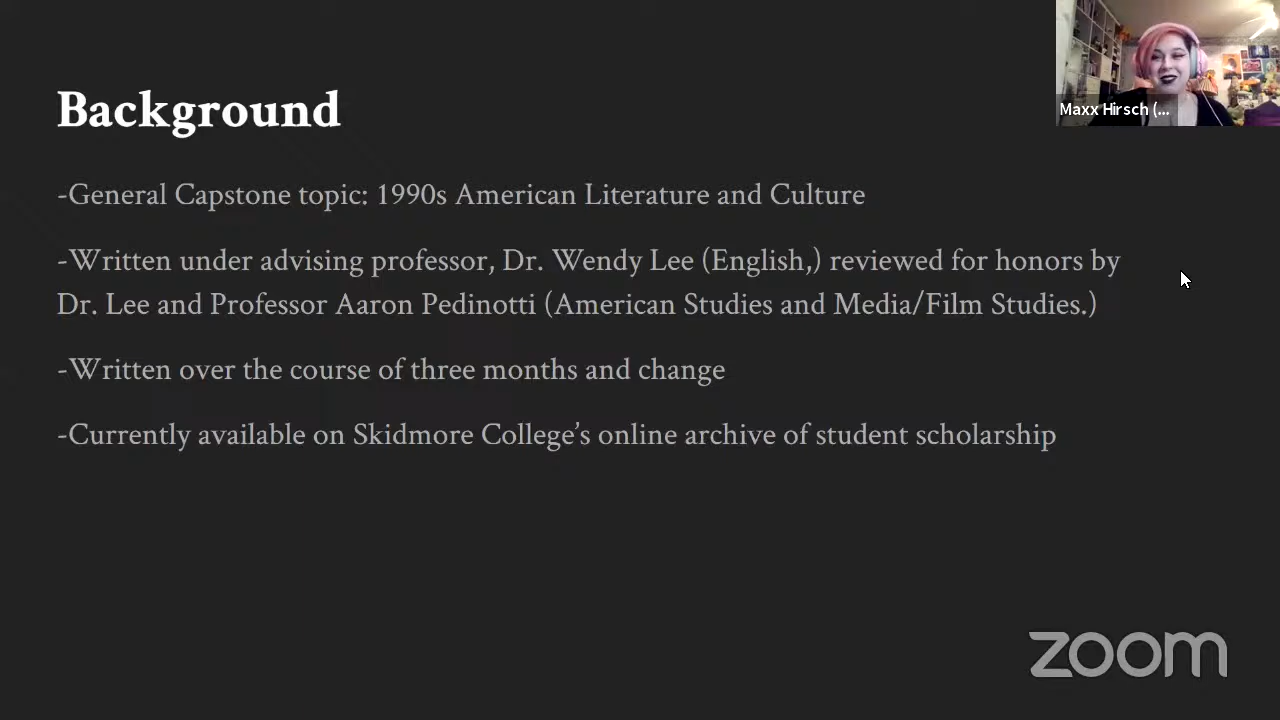 Background
-General Capstone topic: 1990s American Literature and Culture
-Written under advising professor, Dr. Wendy Lee (English,) reviewed for honors by
Dr. Lee and Professor Aaron Pedinotti (American Studies and Media/Film Studies.)
-Written over the course of three months and change
-Currently available on Skidmore College’s online archive of student scholarship
Maxx Hirsch (...
zoom